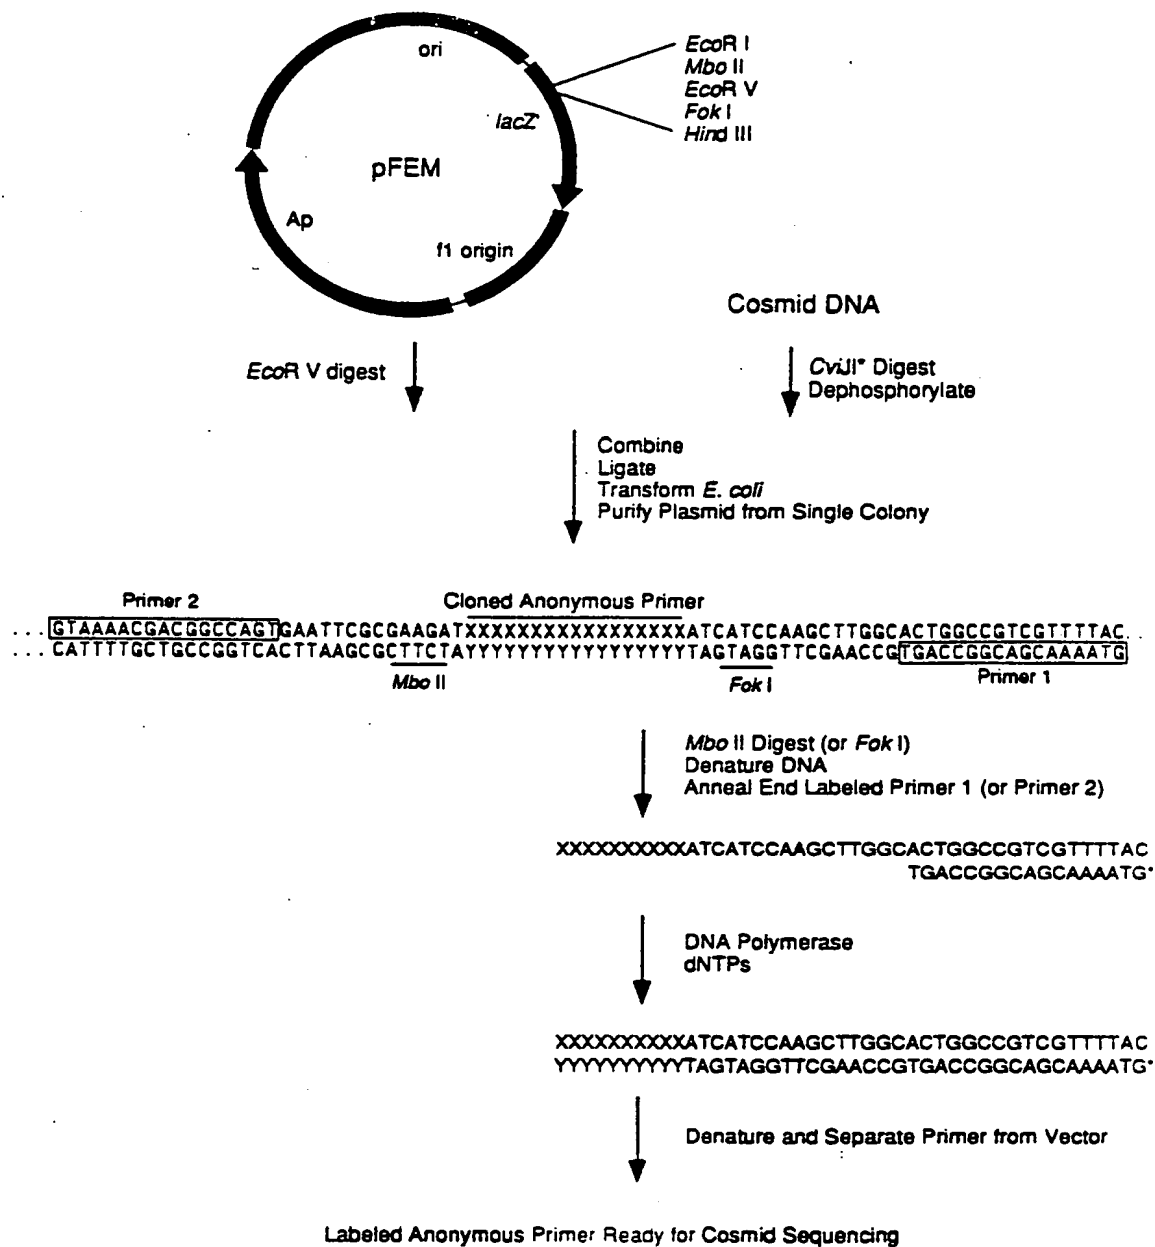 ori
EcoR I
Mbo II
EcoR V
Fok I
Hind III
lacZ'
pFEM
Ap
f1 origin
Cosmid DNA
EcoR V digest
CviJI* Digest
Dephosphorylate
Combine
Ligate
Transform E. coli
Purify Plasmid from Single Colony
Primer 2
Cloned Anonymous Primer
...GTAAAACGACGGCCAGTGAATTCGCGAAGATXXXXXXXXXXXXXXXXXXATCATCCAAGCTTGGCACTGGCCGTCGTTTTAC...
...CATTTTGCTGCCGGTCACTTAAGCGCTTCTAYYYYYYYYYYYYYYYYYYTAGTAGGTTCGAACCGTGACCGGCAGCAAAATG
Mbo II
Fok I
Primer 1
Mbo II Digest (or Fok I)
Denature DNA
Anneal End Labeled Primer 1 (or Primer 2)
XXXXXXXXXXATCATCCAAGCTTGGCACTGGCCGTCGTTTTAC
TGACCGGCAGCAAAATG*
DNA Polymerase
dNTPs
XXXXXXXXXXATCATCCAAGCTTGGCACTGGCCGTCGTTTTAC
YYYYYYYYYYTAGTAGGTTCGAACCGTGACCGGCAGCAAAATG*
Denature and Separate Primer from Vector
Labeled Anonymous Primer Ready for Cosmid Sequencing